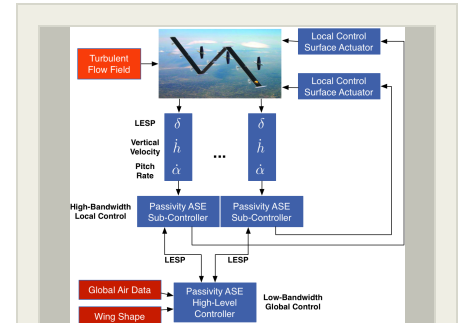 Local Control
Surface Actuator
Turbulent
Flow Field
Local Control
Surface Actuator
LESP
δ
δ
Vertical
Velocity
ḣ
...
ḣ
Pitch
Rate
α̇
α̇
High-Bandwidth
Local Control
Passivity ASE
Sub-Controller
Passivity ASE
Sub-Controller
LESP
LESP
Global Air Data
Passivity ASE
High-Level
Controller
Low-Bandwidth
Global Control
Wing Shape